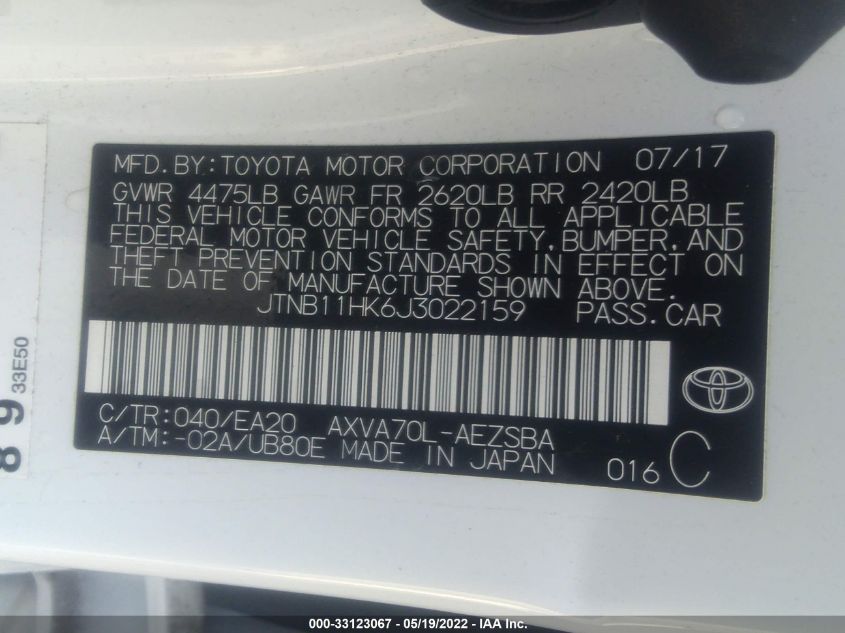 MFD.BY:TOYOTA MOTOR CORPORATION 07/17
GVWR 4475LB GAWR FR 2620LB RR 2420LB
THIS VEHICLE CONFORMS TO ALL APPLICABLE
FEDERAL MOTOR VEHICLE SAFETY,BUMPER,AND
THEFT PREVENTION STANDARDS IN EFFECT ON
THE DATE OF MANUFACTURE SHOWN ABOVE.
JTNB11HK6J3022159 PASS.CAR
C/TR:040/EA20 AXVA70L-AEZSBA
A/TM:-02A/UB80E MADE IN JAPAN
016 C
89
33E50
000-33123067 - 05/19/2022 - IAA Inc.